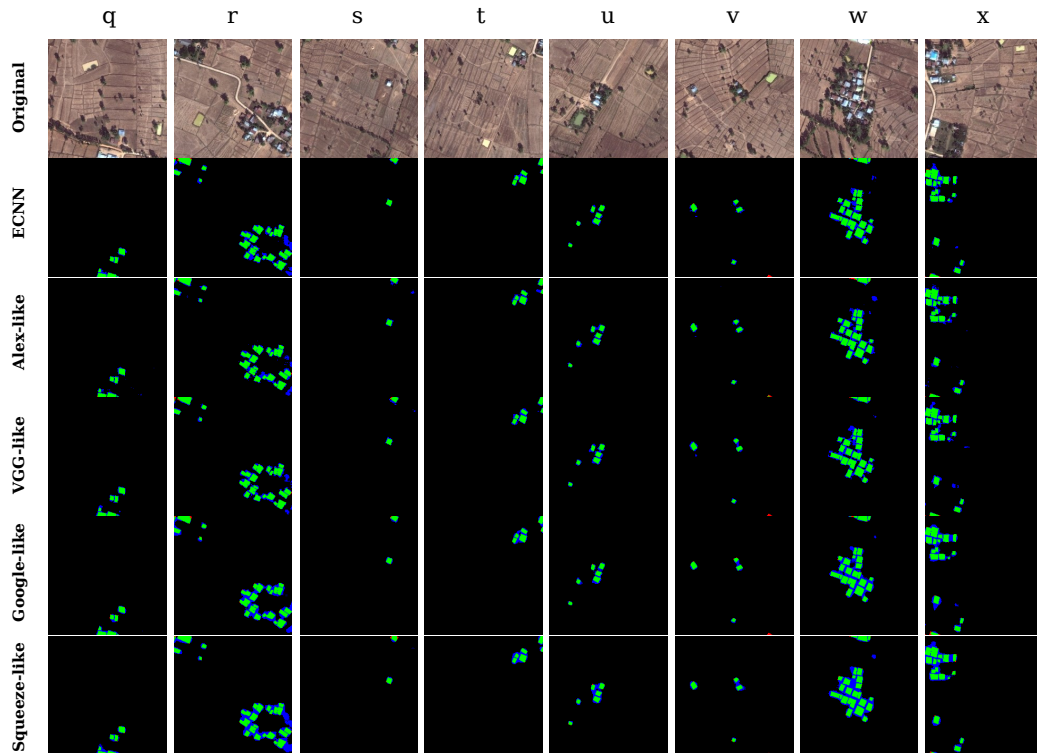 q r s t u v w x
Original
ECNN
Alex-like
VGG-like
Google-like
Squeeze-like